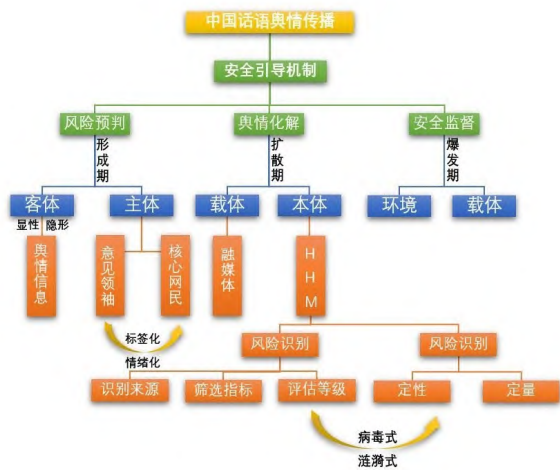 中国话语舆情传播
安全引导机制
风险预判
舆情化解
安全监督
形成期
扩散期
爆发期
客体
主体
载体
本体
环境
载体
显性 隐形
舆情信息
意见领袖
核心网民
融媒体
HHM
标签化
情绪化
风险识别
风险识别
识别来源
筛选指标
评估等级
定性
定量
病毒式
涟漪式